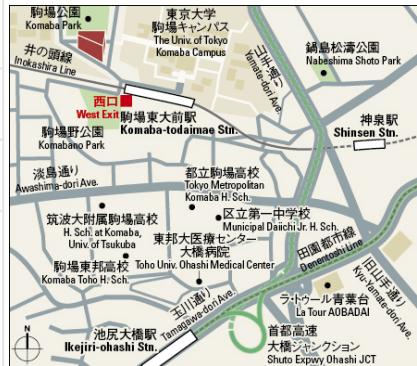 駒場公園
Komaba Park
東京大学
駒場キャンパス
The Univ. of Tokyo
Komaba Campus
山手通り
Yamate-dori Ave.
鍋島松濤公園
Nabeshima Shoto Park
井の頭線
Inokashira Line
西口
West Exit
駒場東大前駅
Komaba-todaimae Stn.
神泉駅
Shinsen Stn.
駒場野公園
Komabano Park
淡島通り
Awashima-dori Ave.
都立駒場高校
Tokyo Metropolitan
Komaba H. Sch.
筑波大附属駒場高校
H. Sch at Komaba,
Univ. of Tsukuba
区立第一中学校
Municipal Daiichi Jr. H. Sch.
東邦大医療センター
大橋病院
Toho Univ. Ohashi Medical Center
駒場東邦高校
Komaba Toho H. Sch.
田園都市線
Denentoshi Line
旧山手通り
Kyu-Yamate-dori Ave.
玉川通り
Tamagawa-dori Ave.
ラ・トゥール青葉台
La Tour AOBADAI
池尻大橋駅
Ikejiri-ohashi Stn.
首都高速
大橋ジャンクション
Shuto Expwy Ohashi JCT
N